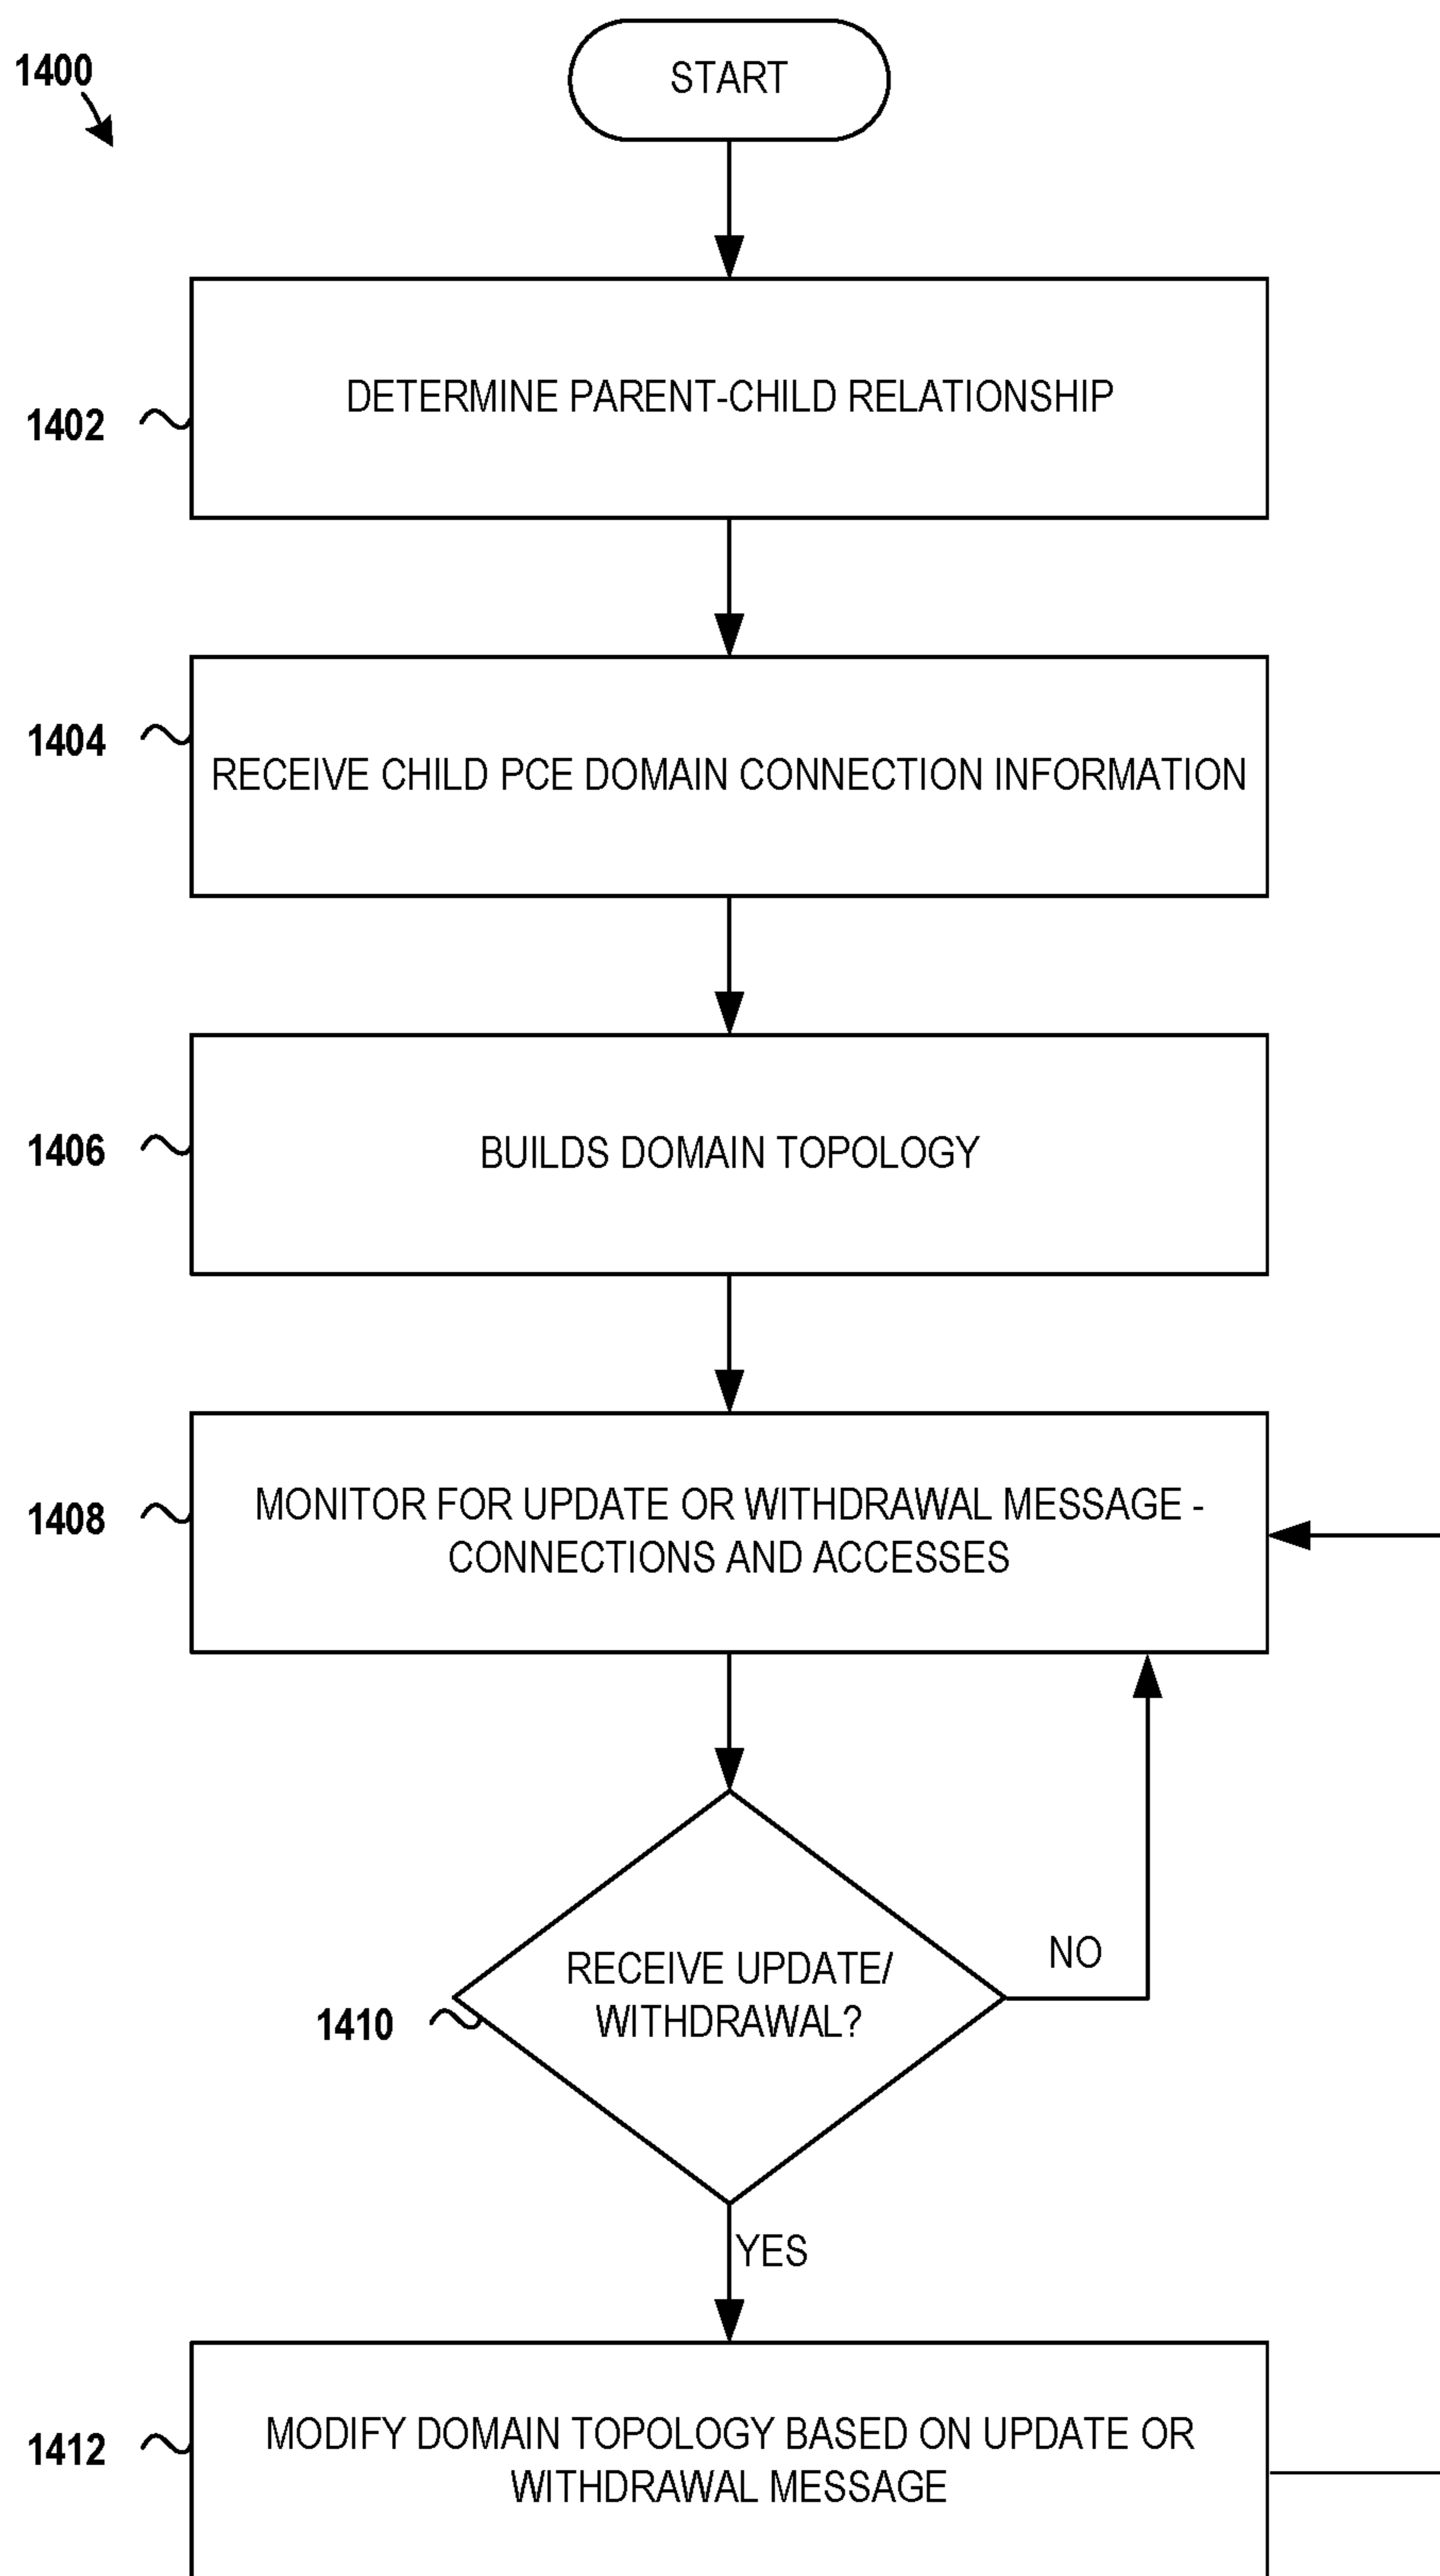 1400
START
DETERMINE PARENT-CHILD RELATIONSHIP
1402
1404
RECEIVE CHILD PCE DOMAIN CONNECTION INFORMATION
1406
BUILDS DOMAIN TOPOLOGY
1408
MONITOR FOR UPDATE OR WITHDRAWAL MESSAGE -
CONNECTIONS AND ACCESSES
NO
RECEIVE UPDATE/
WITHDRAWAL?
1410
YES
1412
MODIFY DOMAIN TOPOLOGY BASED ON UPDATE OR
WITHDRAWAL MESSAGE